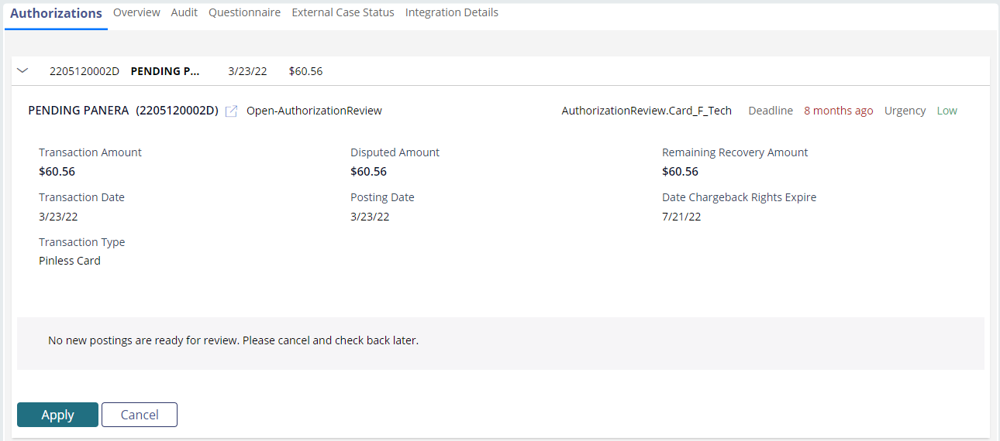 Authorizations Overview Audit Questionnaire External Case Status Integration Details
2205120002D PENDING P... 3/23/22 $60.56
PENDING PANERA (2205120002D) Open-AuthorizationReview AuthorizationReview.Card_F_Tech Deadline 8 months ago Urgency Low
Transaction Amount Disputed Amount Remaining Recovery Amount
$60.56 $60.56 $60.56
Transaction Date Posting Date Date Chargeback Rights Expire
3/23/22 3/23/22 7/21/22
Transaction Type
Pinless Card
No new postings are ready for review. Please cancel and check back later.
Apply Cancel